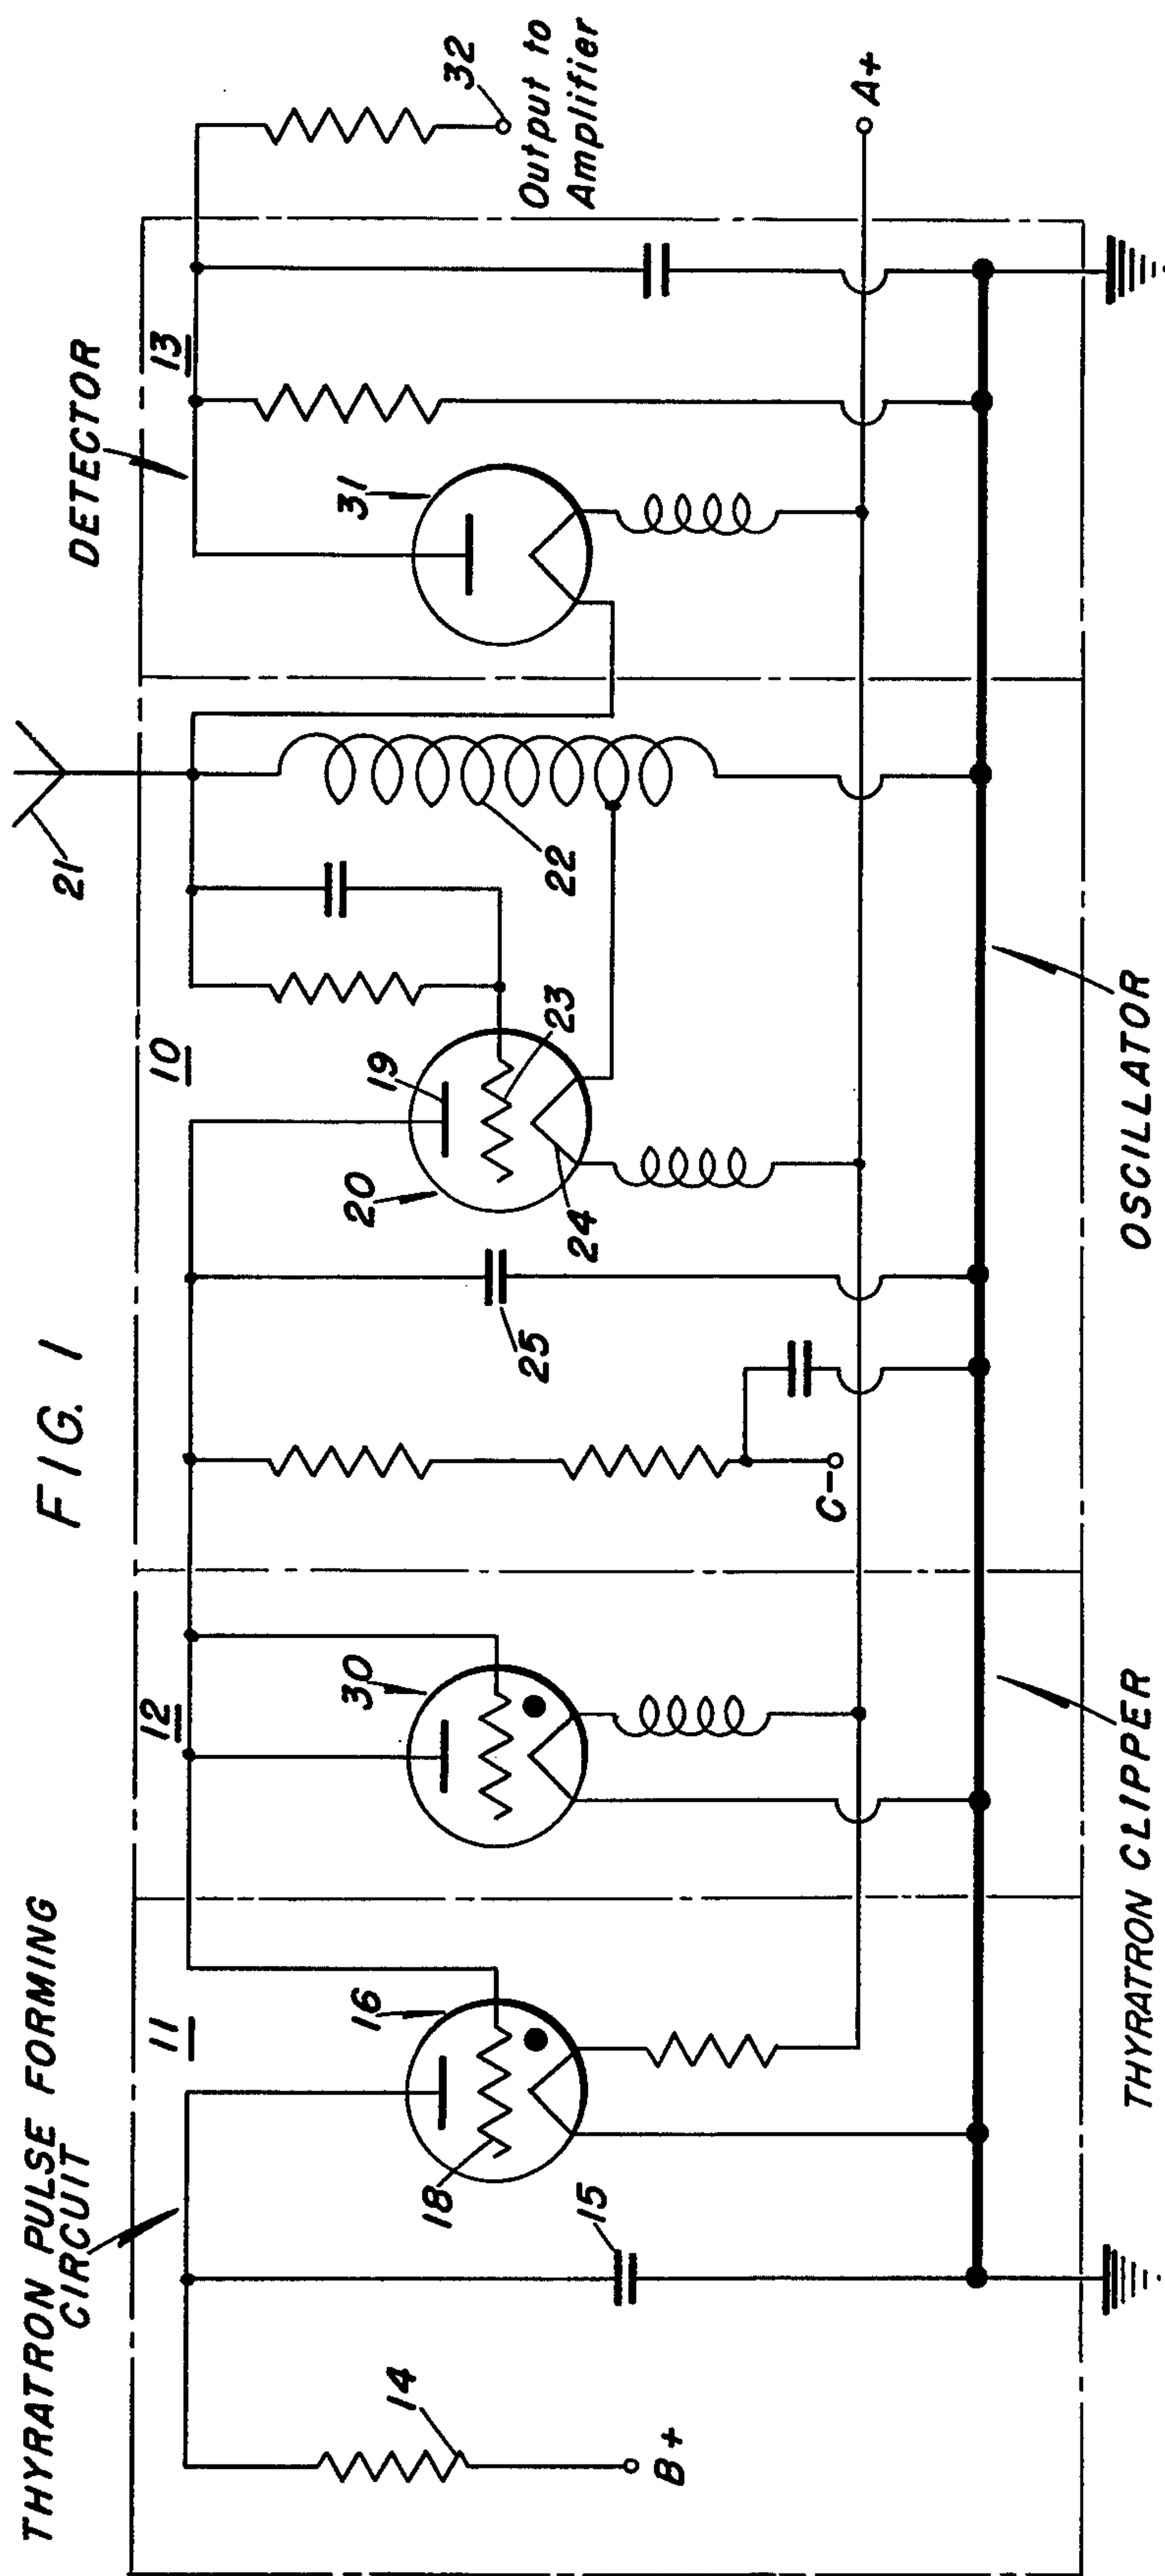 FIG. 1
THYRATRON PULSE FORMING
CIRCUIT
DETECTOR
21
11
12
10
13
16
30
20
19
31
32
Output to
Amplifier
18
23
22
24
14
15
25
B+
C-
A+
THYRATRON CLIPPER
OSCILLATOR